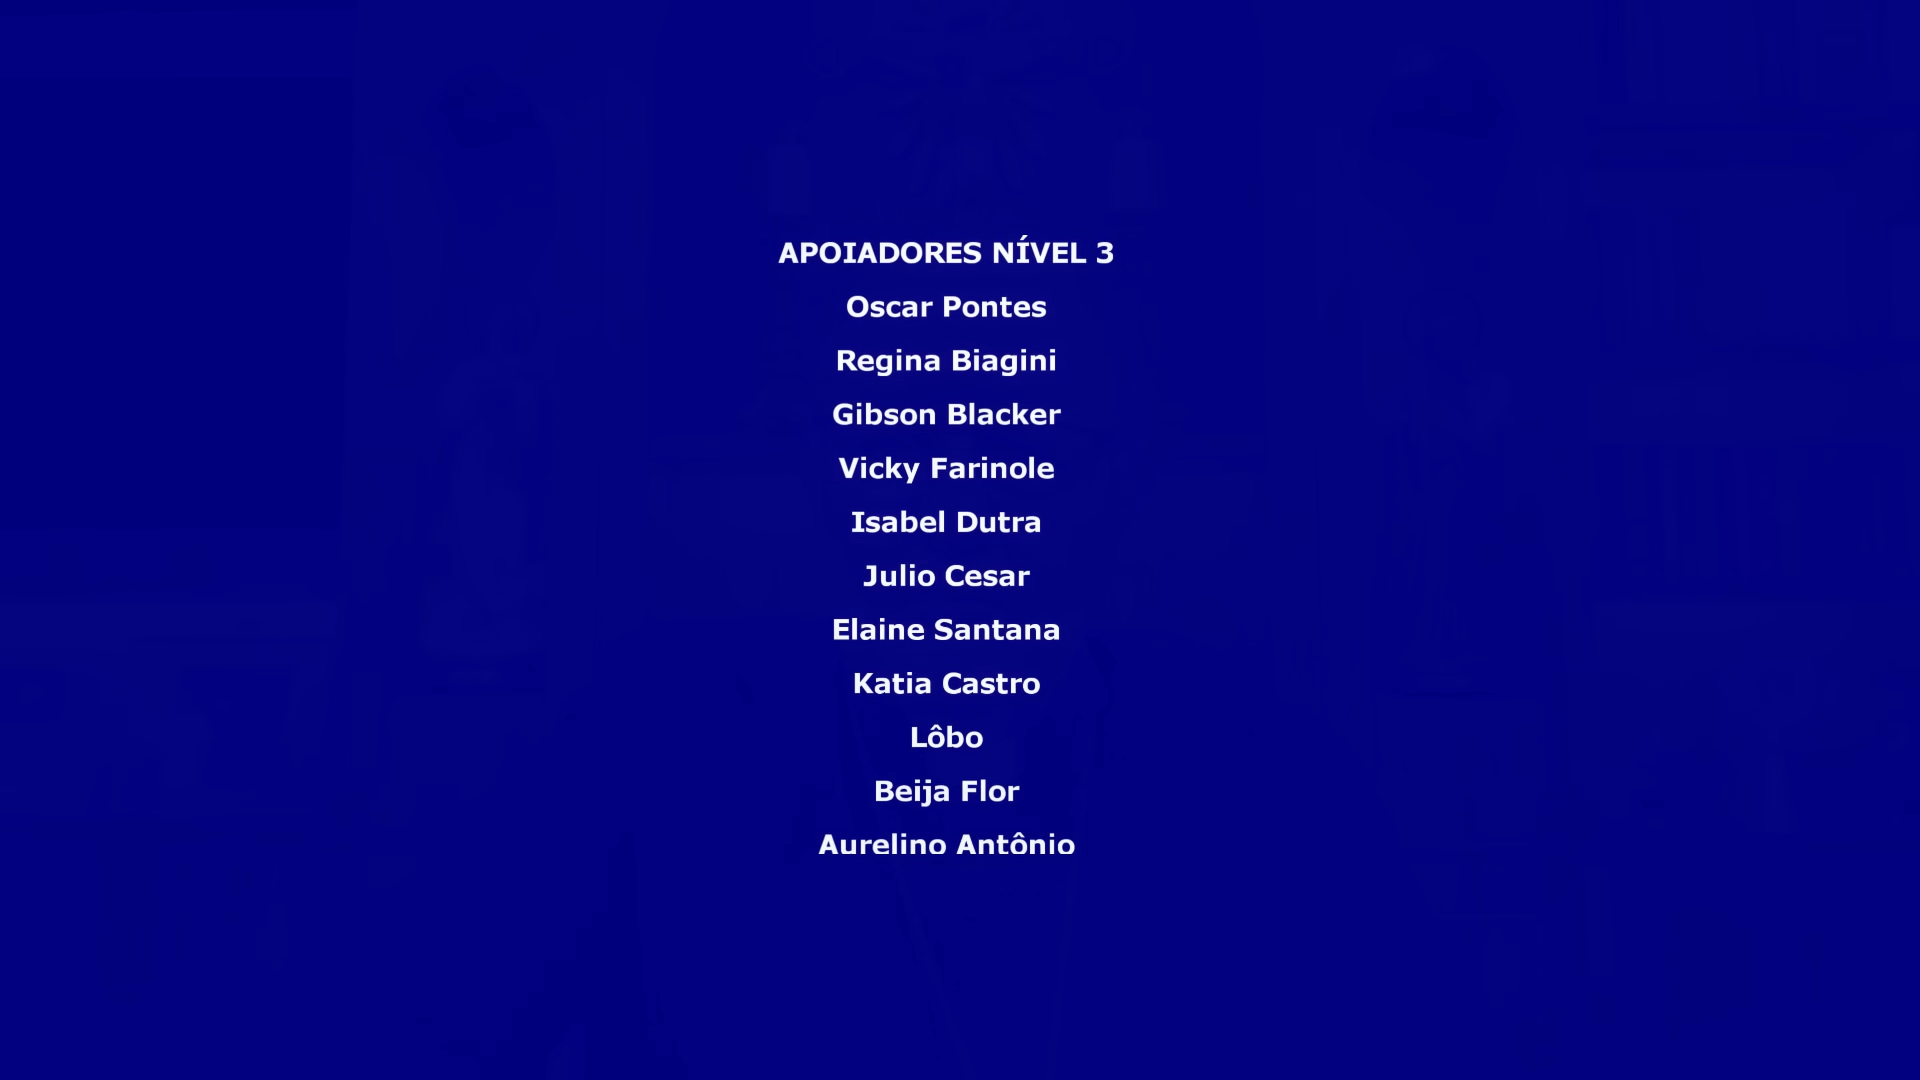 APOIADORES NÍVEL 3
Oscar Pontes
Regina Biagini
Gibson Blacker
Vicky Farinole
Isabel Dutra
Julio Cesar
Elaine Santana
Katia Castro
Lôbo
Beija Flor
Aurelino Antônio